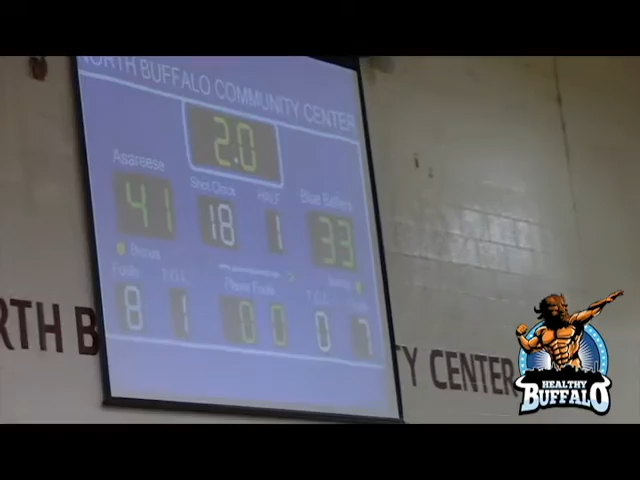 NORTH BUFFALO COMMUNITY CENTER
2.0
Asareese
Shot Clock
HALF
Blue Ballers
41
18
1
33
Bonus
Fouls
T.O.L
Player Fouls
8
1
0 0
0
7
RTH B
TY CENTER
HEALTHY
BUFFALO